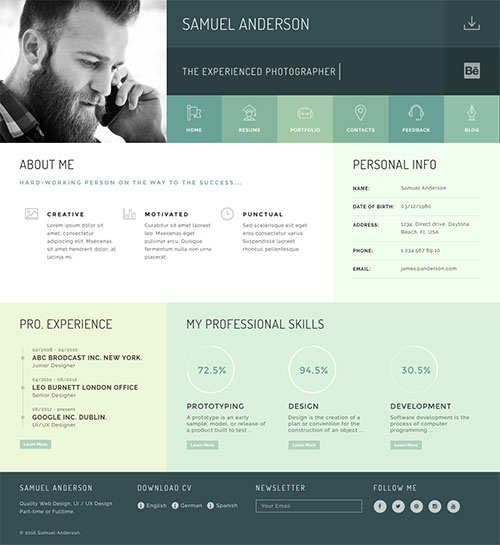 SAMUEL ANDERSON
THE EXPERIENCED PHOTOGRAPHER
Bē
HOME
RESUME
PORTFOLIO
CONTACTS
FEEDBACK
BLOG
ABOUT ME
HARD-WORKING PERSON ON THE WAY TO THE SUCCESS...
CREATIVE
Lorem ipsum dolor sit
amet, consectetur
adipiscing elit. Nam
hendrerit hendrerit ac.
lacinia mi.
MOTIVATED
Curabitur sit amet laoreet
leo. Maecenas eget
pulvinar arcu. Quisque
fermentum nulla non urna
placerat.
PUNCTUAL
Sed scelerisque eget
eros consectetur varius.
Suspendisse laoreet
rhoncus pellentesque
PERSONAL INFO
NAME: Samuel Anderson
DATE OF BIRTH: 03/12/1980
ADDRESS: 1234, Direct drive, Daytona
Beach, Fl, USA
PHONE: 1 234 567 89 10
EMAIL: james@anderson.com
PRO. EXPERIENCE
02/2008 - 04/2010
ABC BRODCAST INC. NEW YORK.
Junior Designer
04/2010 - 06/2012
LEO BURNETT LONDON OFFICE
Senior Designer
06/2012 - present
GOOGLE INC. DUBLIN.
UI/UX Designer
Learn More
MY PROFESSIONAL SKILLS
72.5%
PROTOTYPING
A prototype is an early
sample, model, or release
of a product built to test ...
Learn More
94.5%
DESIGN
Design is the creation of a
plan or convention for the
construction of an object ...
Learn More
30.5%
DEVELOPMENT
Software development is the
process of computer
programming ...
Learn More
SAMUEL ANDERSON
Quality Web Design, UI / UX Design.
Part-time or Fulltime.
© 2016 Samuel Anderson
DOWNLOAD CV
English
German
Spanish
NEWSLETTER
Your Email
FOLLOW ME